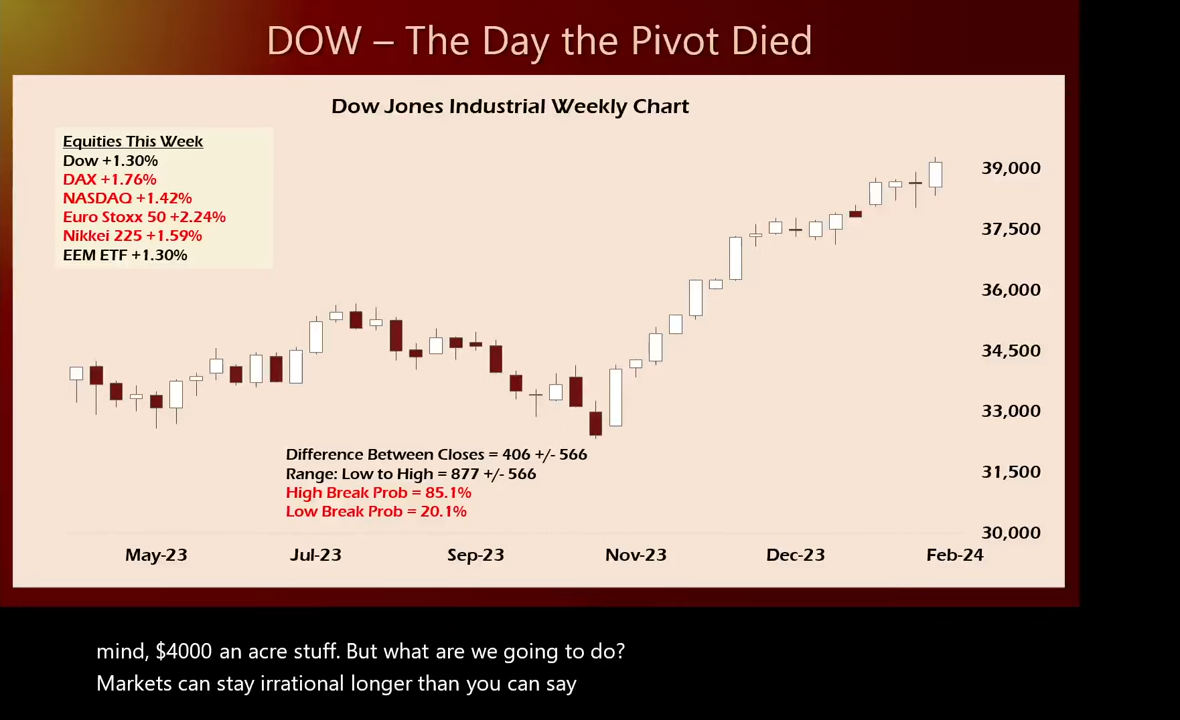 DOW – The Day the Pivot Died
Dow Jones Industrial Weekly Chart
Equities This Week
Dow +1.30%
DAX +1.76%
NASDAQ +1.42%
Euro Stoxx 50 +2.24%
Nikkei 225 +1.59%
EEM ETF +1.30%
39,000
37,500
36,000
34,500
33,000
31,500
30,000
Difference Between Closes = 406 +/- 566
Range: Low to High = 877 +/- 566
High Break Prob = 85.1%
Low Break Prob = 20.1%
May-23 Jul-23 Sep-23 Nov-23 Dec-23 Feb-24
mind, $4000 an acre stuff. But what are we going to do?
Markets can stay irrational longer than you can say